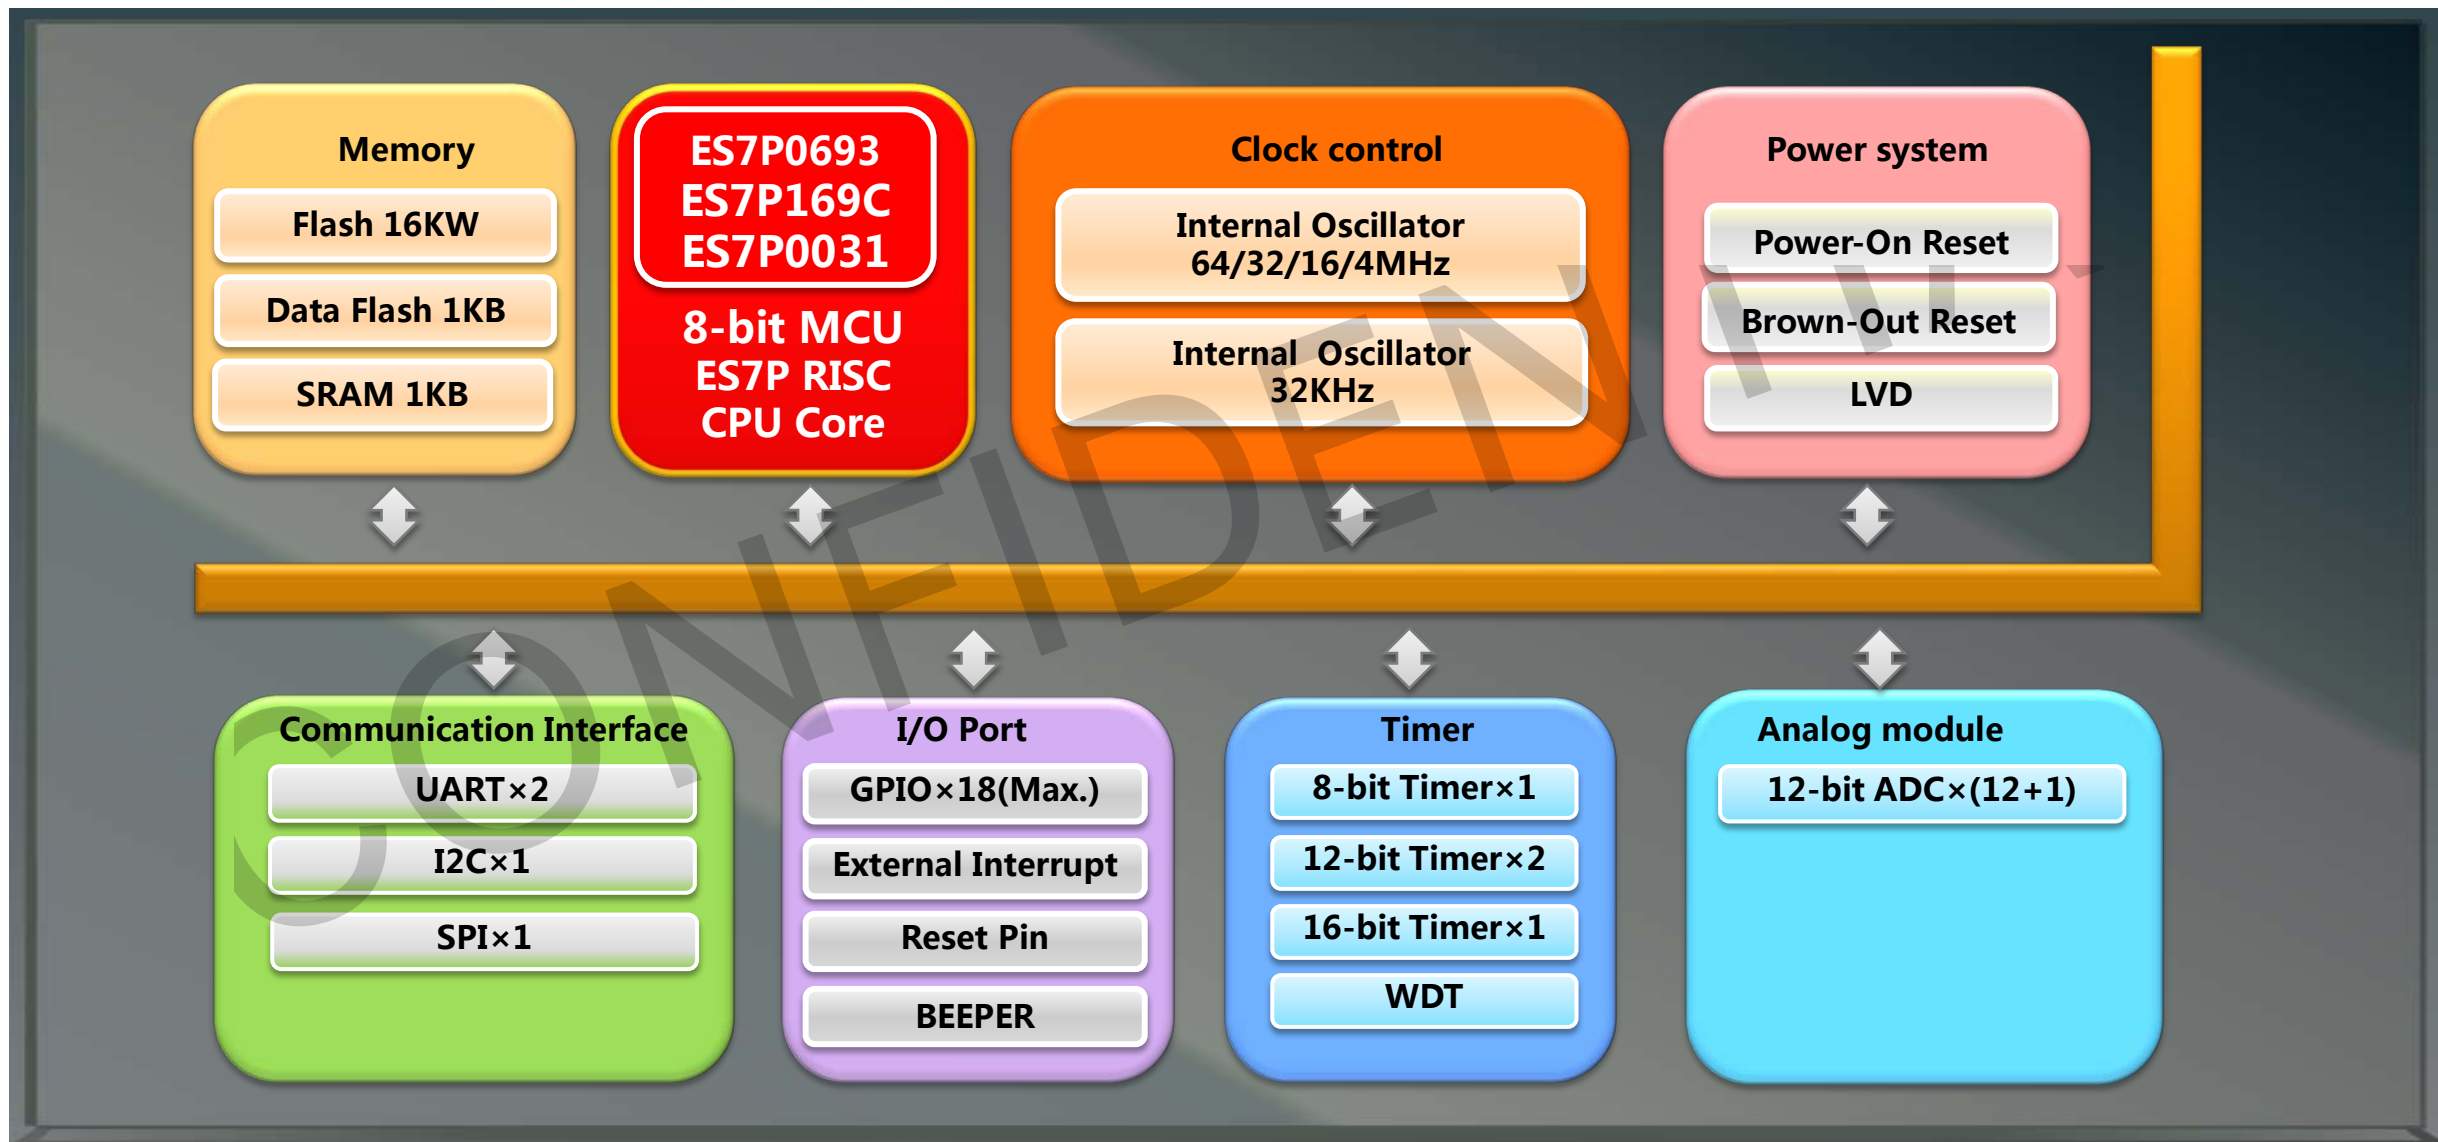 Memory
Flash 16KW
Data Flash 1KB
SRAM 1KB
ES7P0693
ES7P169C
ES7P0031
8-bit MCU
ES7P RISC
CPU Core
Clock control
Internal Oscillator
64/32/16/4MHz
Internal Oscillator
32KHz
Power system
Power-On Reset
Brown-Out Reset
LVD
Communication Interface
UART×2
I2C×1
SPI×1
I/O Port
GPIO×18(Max.)
External Interrupt
Reset Pin
BEEPER
Timer
8-bit Timer×1
12-bit Timer×2
16-bit Timer×1
WDT
Analog module
12-bit ADC×(12+1)